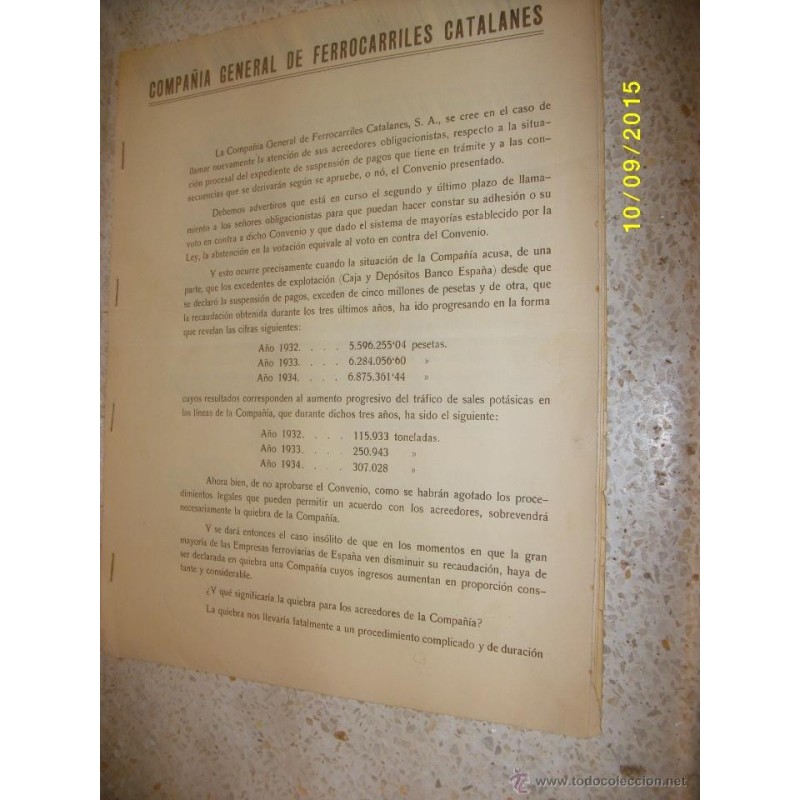 COMPAÑIA GENERAL DE FERROCARRILES CATALANES
La Compañía General de Ferrocarriles Catalanes, S. A., se cree en el caso de
llamar nuevamente la atención de sus acreedores obligacionistas, respecto a la situa-
ción procesal del expediente de suspensión de pagos que tiene en trámite y a las con-
secuencias que se derivarán según se apruebe, o nó, el Convenio presentado.
Debemos advertiros que está en curso el segundo y último plazo de llama-
miento a los señores obligacionistas para que puedan hacer constar su adhesión o su
voto en contra a dicho Convenio y que dado el sistema de mayorías establecido por la
Ley, la abstención en la votación equivale al voto en contra del Convenio.
Y esto ocurre precisamente cuando la situación de la Compañía acusa, de una
parte, que los excedentes de explotación (Caja y Depósitos Banco España) desde que
se declaró la suspensión de pagos, exceden de cinco millones de pesetas y de otra, que
la recaudación obtenida durante los tres últimos años, ha ido progresando en la forma
que revelan las cifras siguientes:
Año 1932. . . . 5.596.255'04 pesetas.
Año 1933. . . . 6.284.056'60 »
Año 1934. . . . 6.875.361'44 »
cuyos resultados corresponden al aumento progresivo del tráfico de sales potásicas en
las líneas de la Compañía, que durante dichos tres años, ha sido el siguiente:
Año 1932. . . . 115.933 toneladas.
Año 1933. . . . 250.943 »
Año 1934. . . . 307.028 »
Ahora bien, de no aprobarse el Convenio, como se habrán agotado los proce-
dimientos legales que pueden permitir un acuerdo con los acreedores, sobrevendrá
necesariamente la quiebra de la Compañía.
Y se dará entonces el caso insólito de que en los momentos en que la gran
mayoría de las Empresas ferroviarias de España ven disminuir su recaudación, haya de
ser declarada en quiebra una Compañía cuyos ingresos aumentan en proporción cons-
tante y considerable.
¿Y qué significaría la quiebra para los acreedores de la Compañía?
La quiebra nos llevaría fatalmente a un procedimiento complicado y de duración
10/09/2015
www.todocoleccion.net